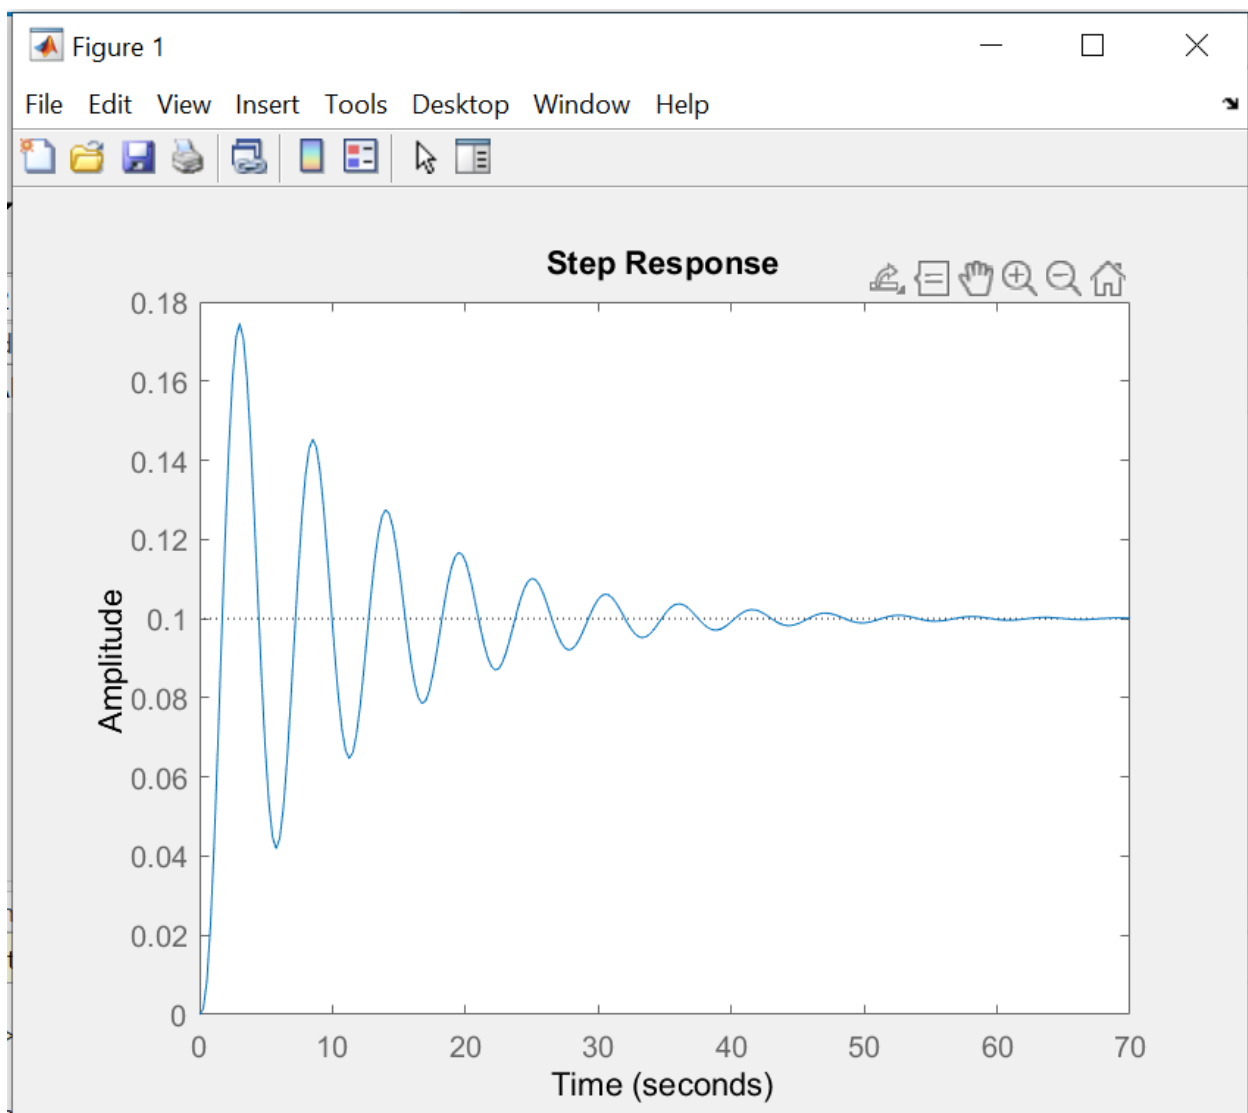 Figure 1
File Edit View Insert Tools Desktop Window Help
Step Response
0.18
0.16
0.14
0.12
0.1
0.08
0.06
0.04
0.02
0
Amplitude
0 10 20 30 40 50 60 70
Time (seconds)